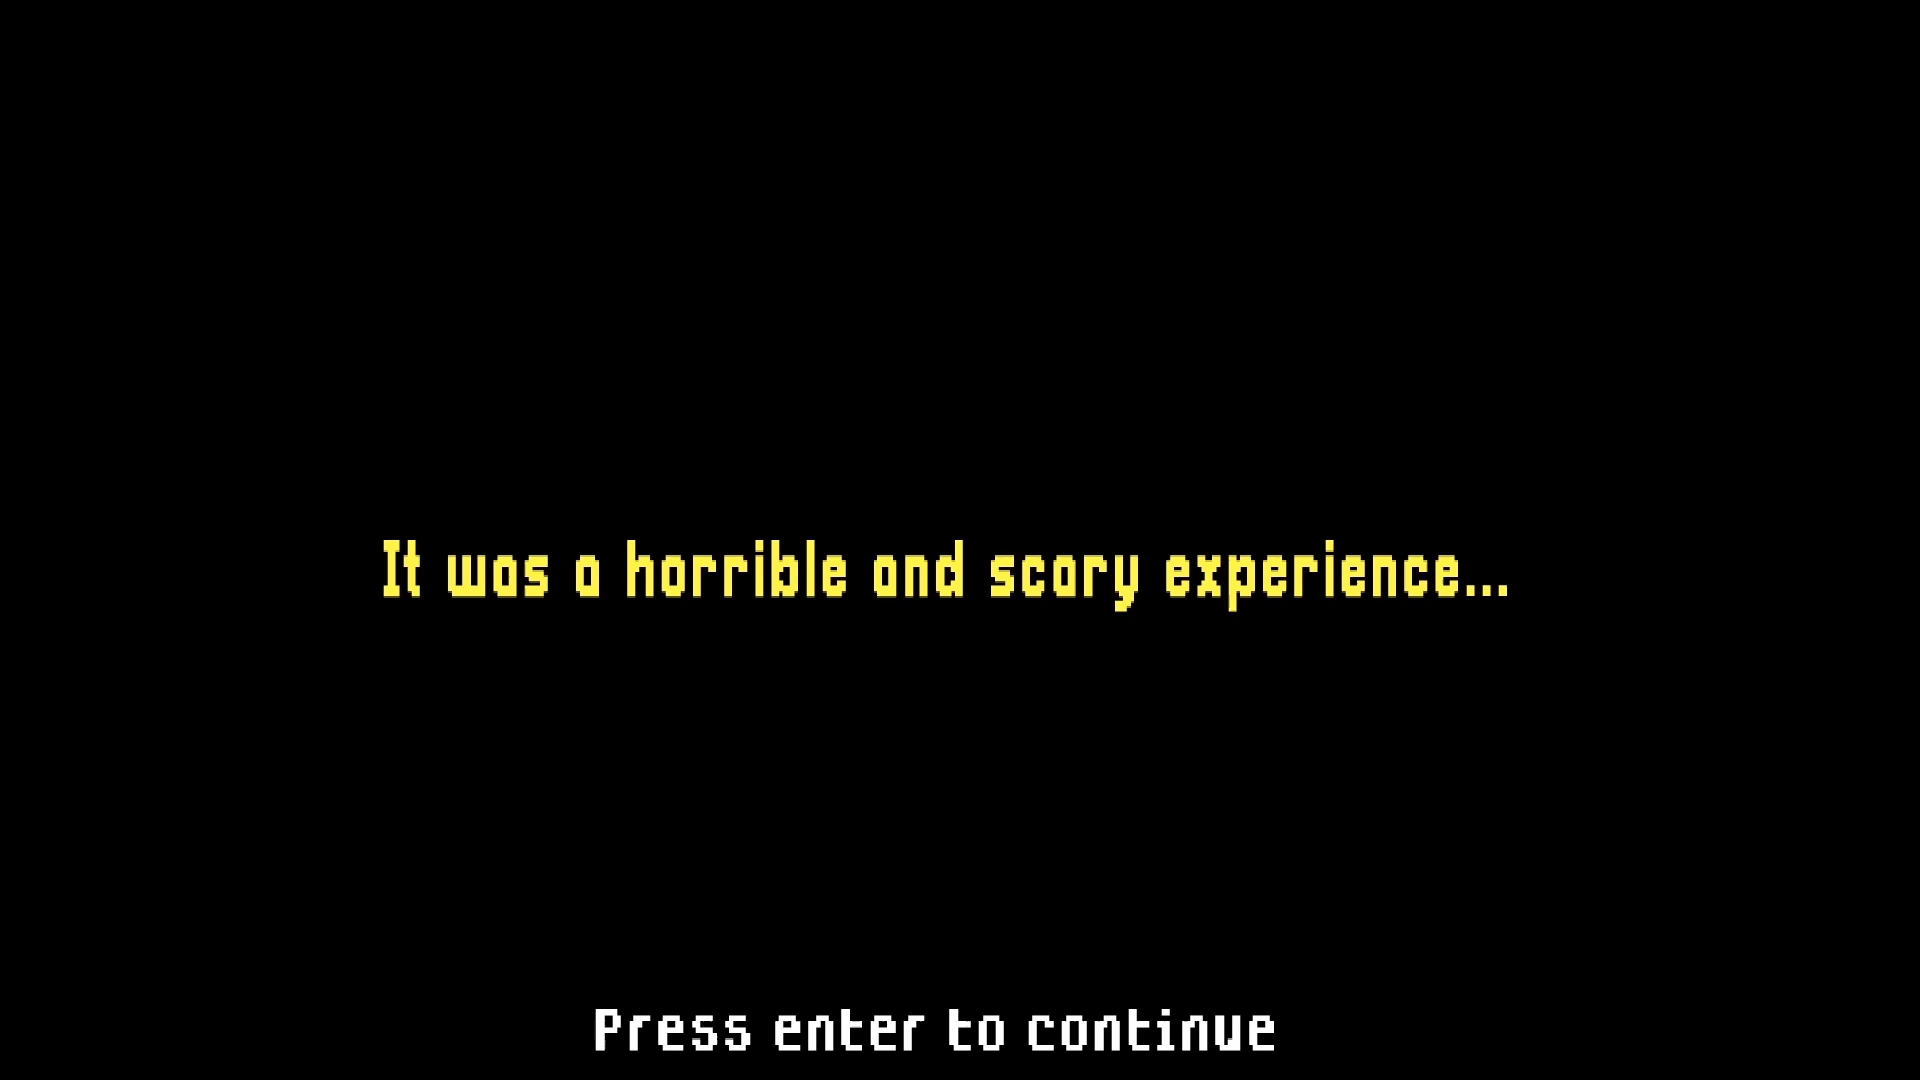 It was a horrible and scary experience...
Press enter to continue